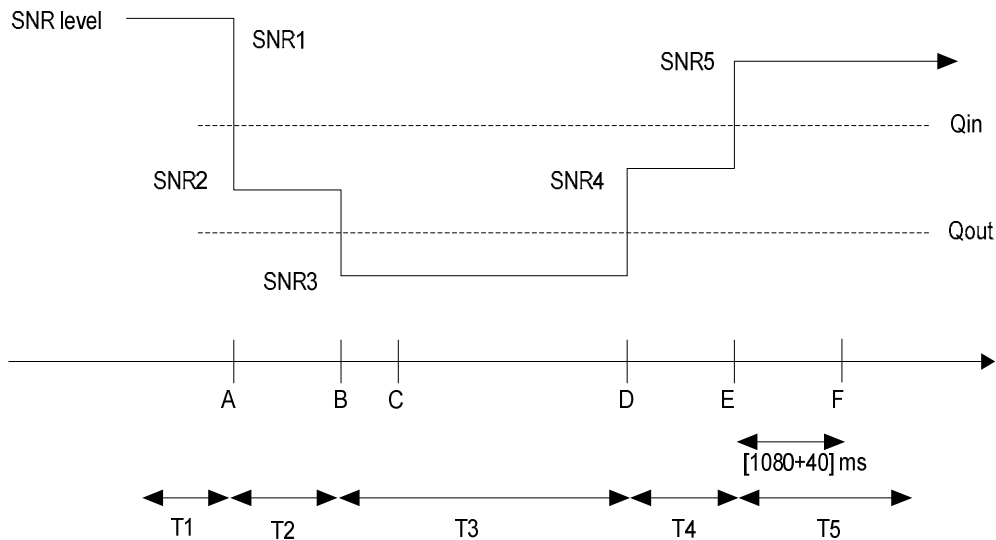 SNR level
SNR1
SNR5
Qin
SNR2
SNR4
Qout
SNR3
A B C D E F
[1080+40] ms
T1 T2 T3 T4 T5